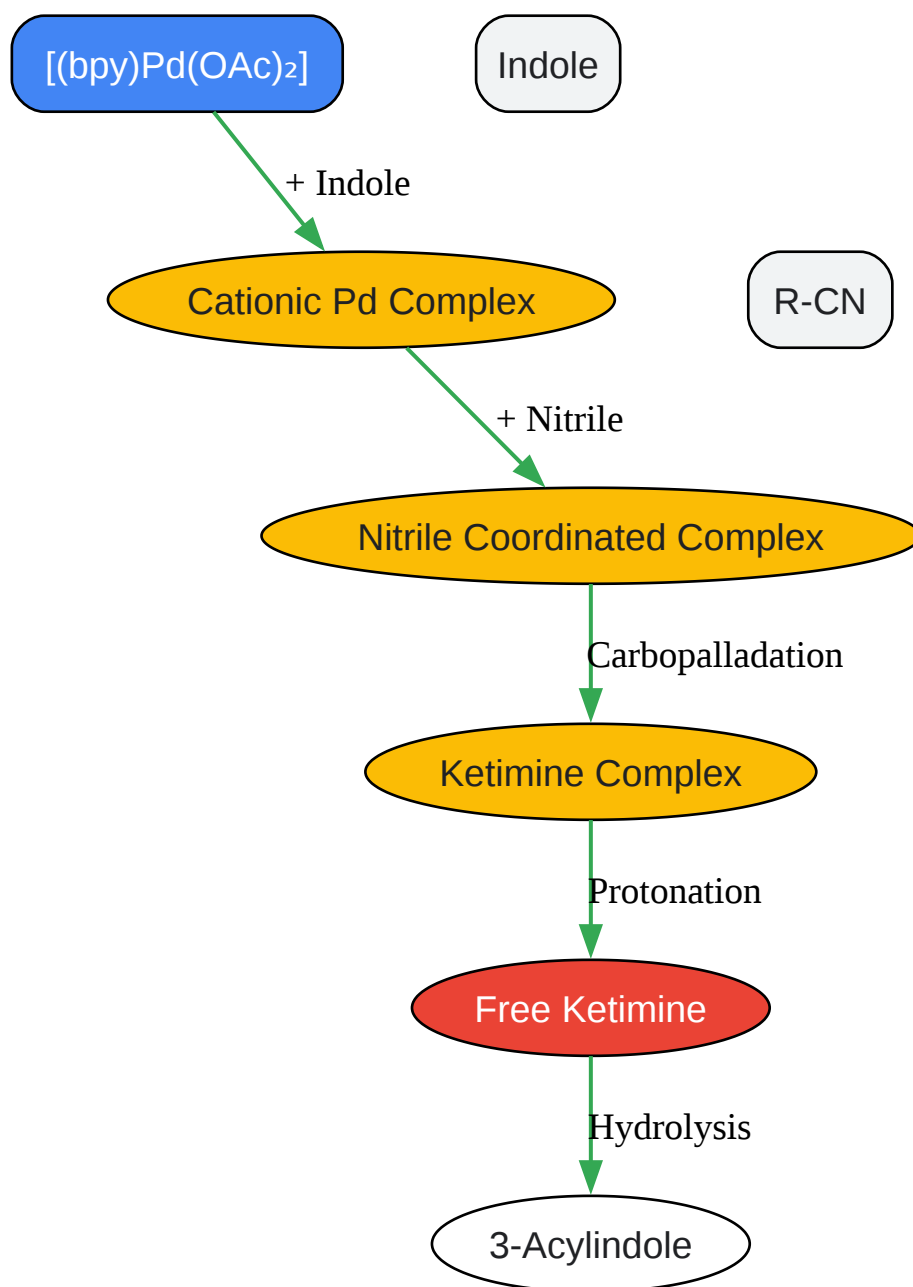 [(bpy)Pd(OAc)₂]
Indole
+ Indole
Cationic Pd Complex
R-CN
+ Nitrile
Nitrile Coordinated Complex
Carbopalladation
Ketimine Complex
Protonation
Free Ketimine
Hydrolysis
3-Acylindole